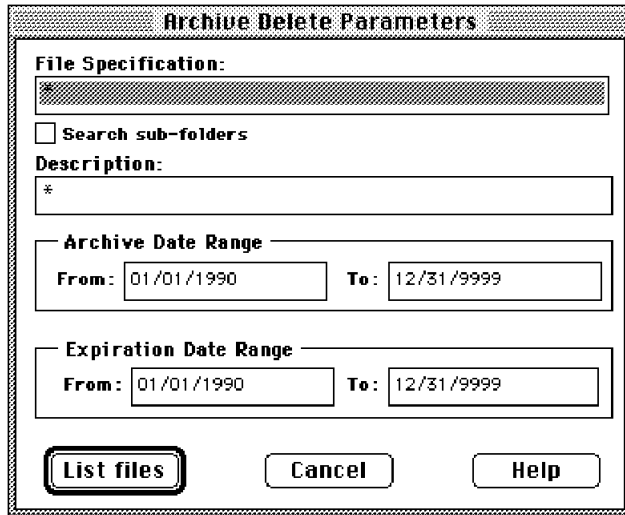 Archive Delete Parameters
File Specification:
*
Search sub-folders
Description:
*
Archive Date Range
From: 01/01/1990 To: 12/31/9999
Expiration Date Range
From: 01/01/1990 To: 12/31/9999
List files Cancel Help